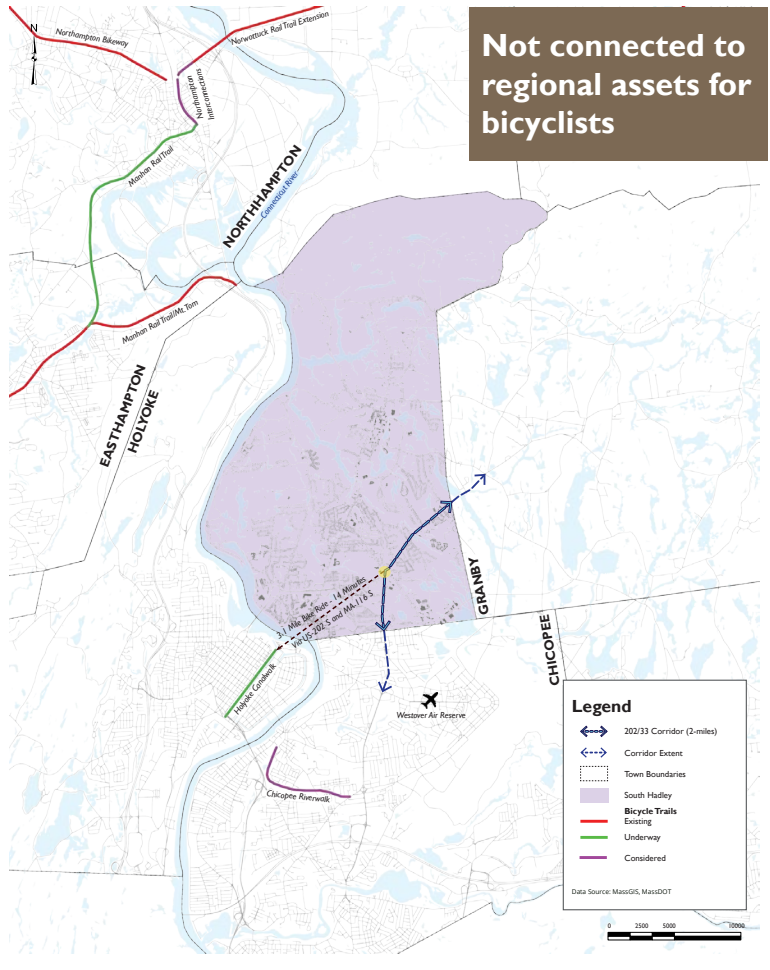 Not connected to
regional assets for
bicyclists
N
Northampton Bikeway
Norwattuck Rail Trail Extension
Northampton
Interconnections
Manhan Rail Trail
NORTHHAMPTON
Connecticut River
Manhan Rail Trail/Mt. Tom
EASTHAMPTON
HOLYOKE
3.1 Mile Bike Ride - 14 Minutes
Via US-202 S and MA-116 S
GRANBY
CHICOPEE
Holyoke Canalwalk
Westover Air Reserve
Chicopee Riverwalk
Legend
202/33 Corridor (2-miles)
Corridor Extent
Town Boundaries
South Hadley
Bicycle Trails
Existing
Underway
Considered
Data Source: MassGIS, MassDOT
0 2500 5000 10000